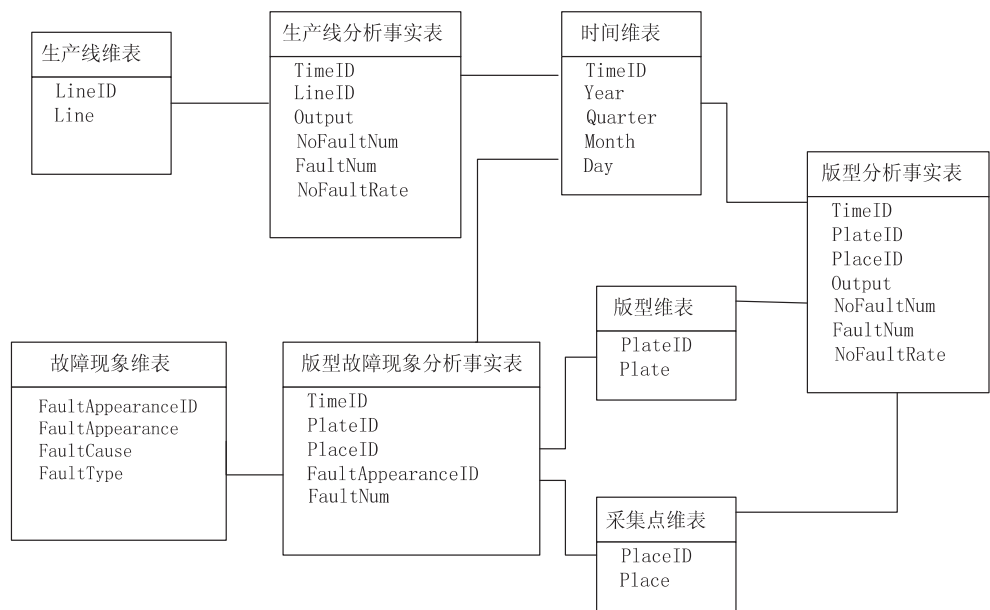 生产线维表
LineID
Line
生产线分析事实表
TimeID
LineID
Output
NoFaultNum
FaultNum
NoFaultRate
时间维表
TimeID
Year
Quarter
Month
Day
版型分析事实表
TimeID
PlateID
PlaceID
Output
NoFaultNum
FaultNum
NoFaultRate
版型维表
PlateID
Plate
故障现象维表
FaultAppearanceID
FaultAppearance
FaultCause
FaultType
版型故障现象分析事实表
TimeID
PlateID
PlaceID
FaultAppearanceID
FaultNum
采集点维表
PlaceID
Place